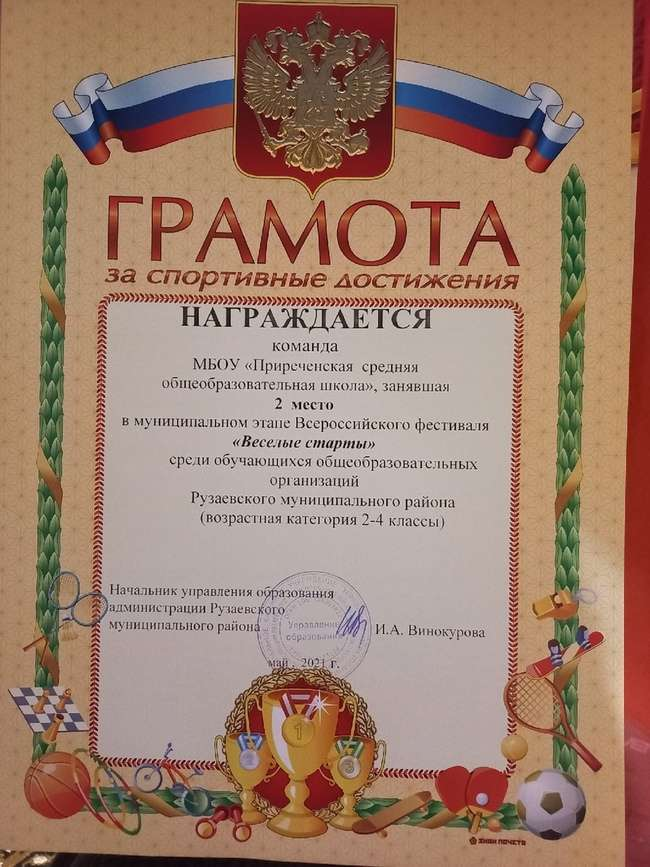 ГРАМОТА
за спортивные достижения
НАГРАЖДАЕТСЯ
команда
МБОУ «Приреченская средняя
общеобразовательная школа», занявшая
2 место
в муниципальном этапе Всероссийского фестиваля
«Веселые старты»
среди обучающихся общеобразовательных
организаций
Рузаевского муниципального района
(возрастная категория 2-4 классы)
Начальник управления образования
администрации Рузаевского
муниципального района
И.А. Винокурова
Управление
образования
май , 2021 г.
2
1
3